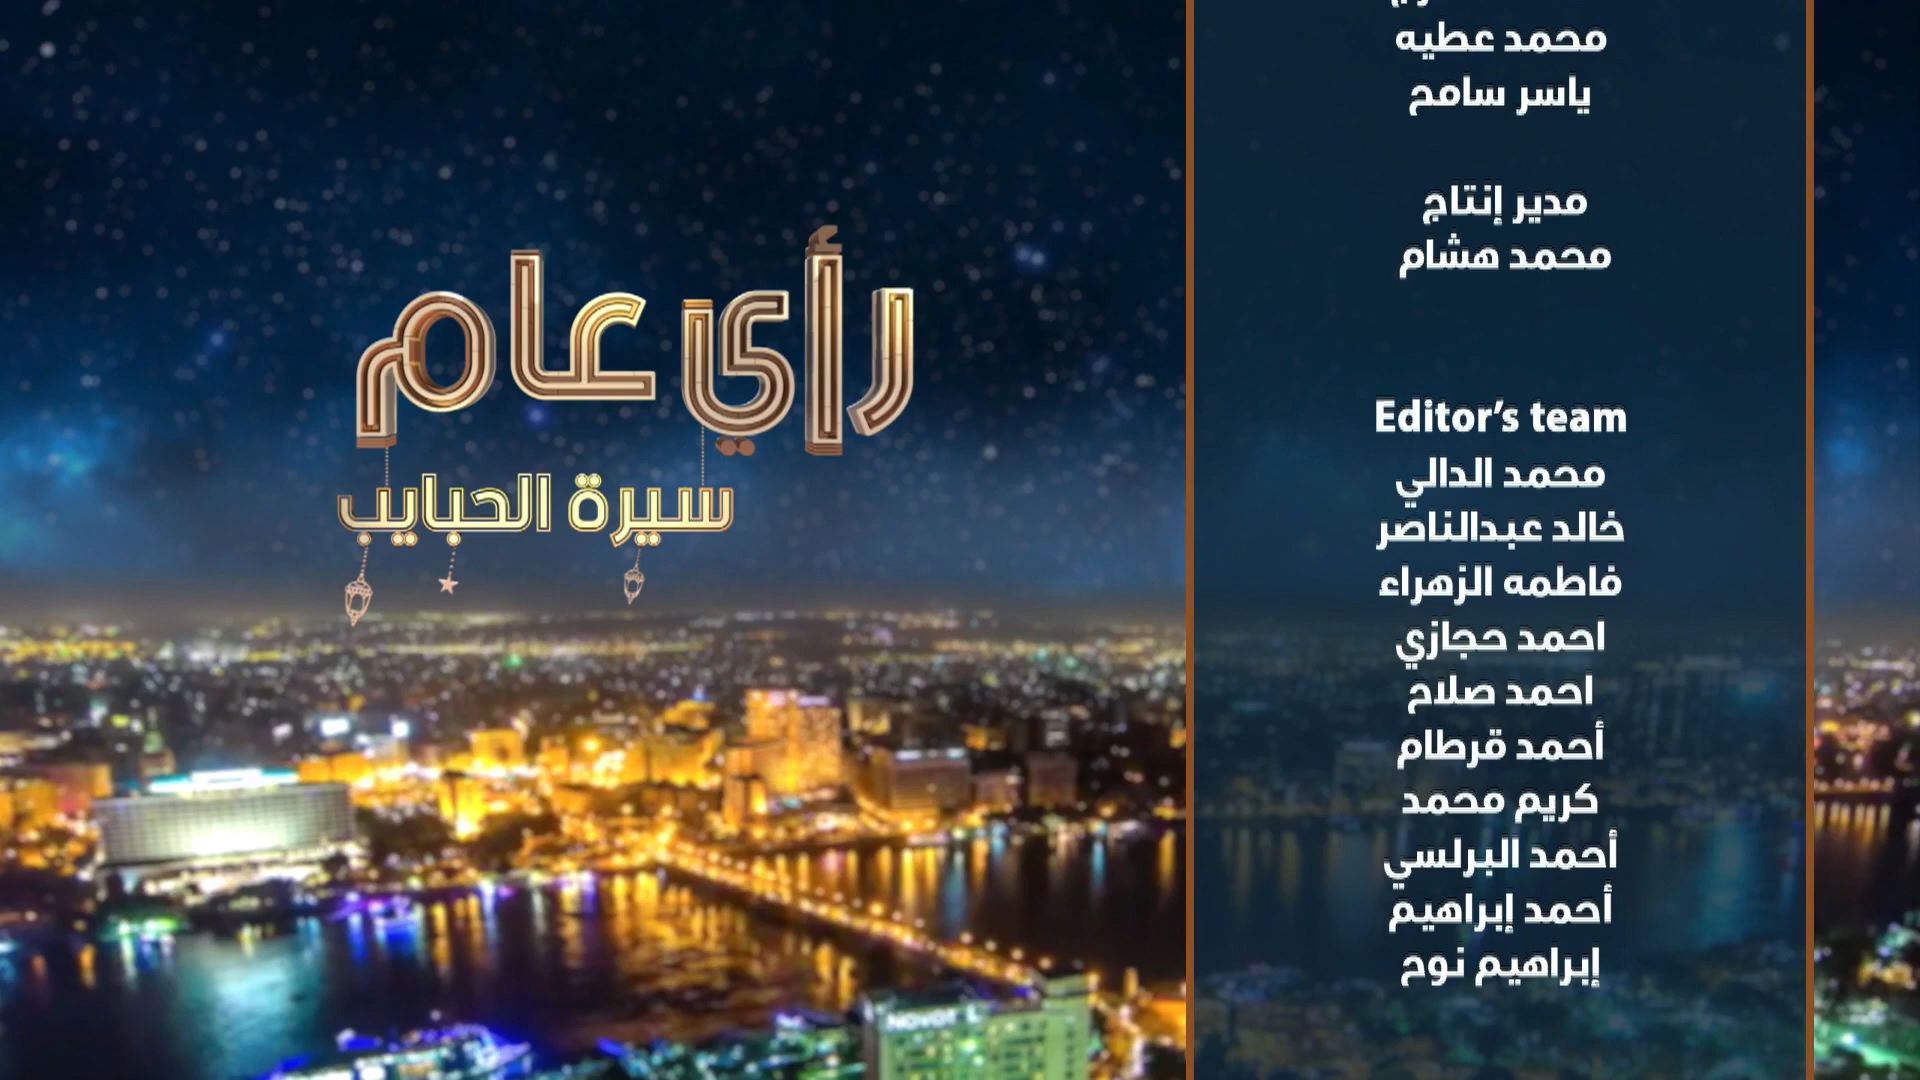 رأي عام
سيرة الحبايب
محمد عطيه
ياسر سامح
مدير إنتاج
محمد هشام
Editor's team
محمد الدالي
خالد عبدالناصر
فاطمه الزهراء
احمد حجازي
احمد صلاح
أحمد قرطام
كريم محمد
أحمد البرلسي
أحمد إبراهيم
إبراهيم نوح